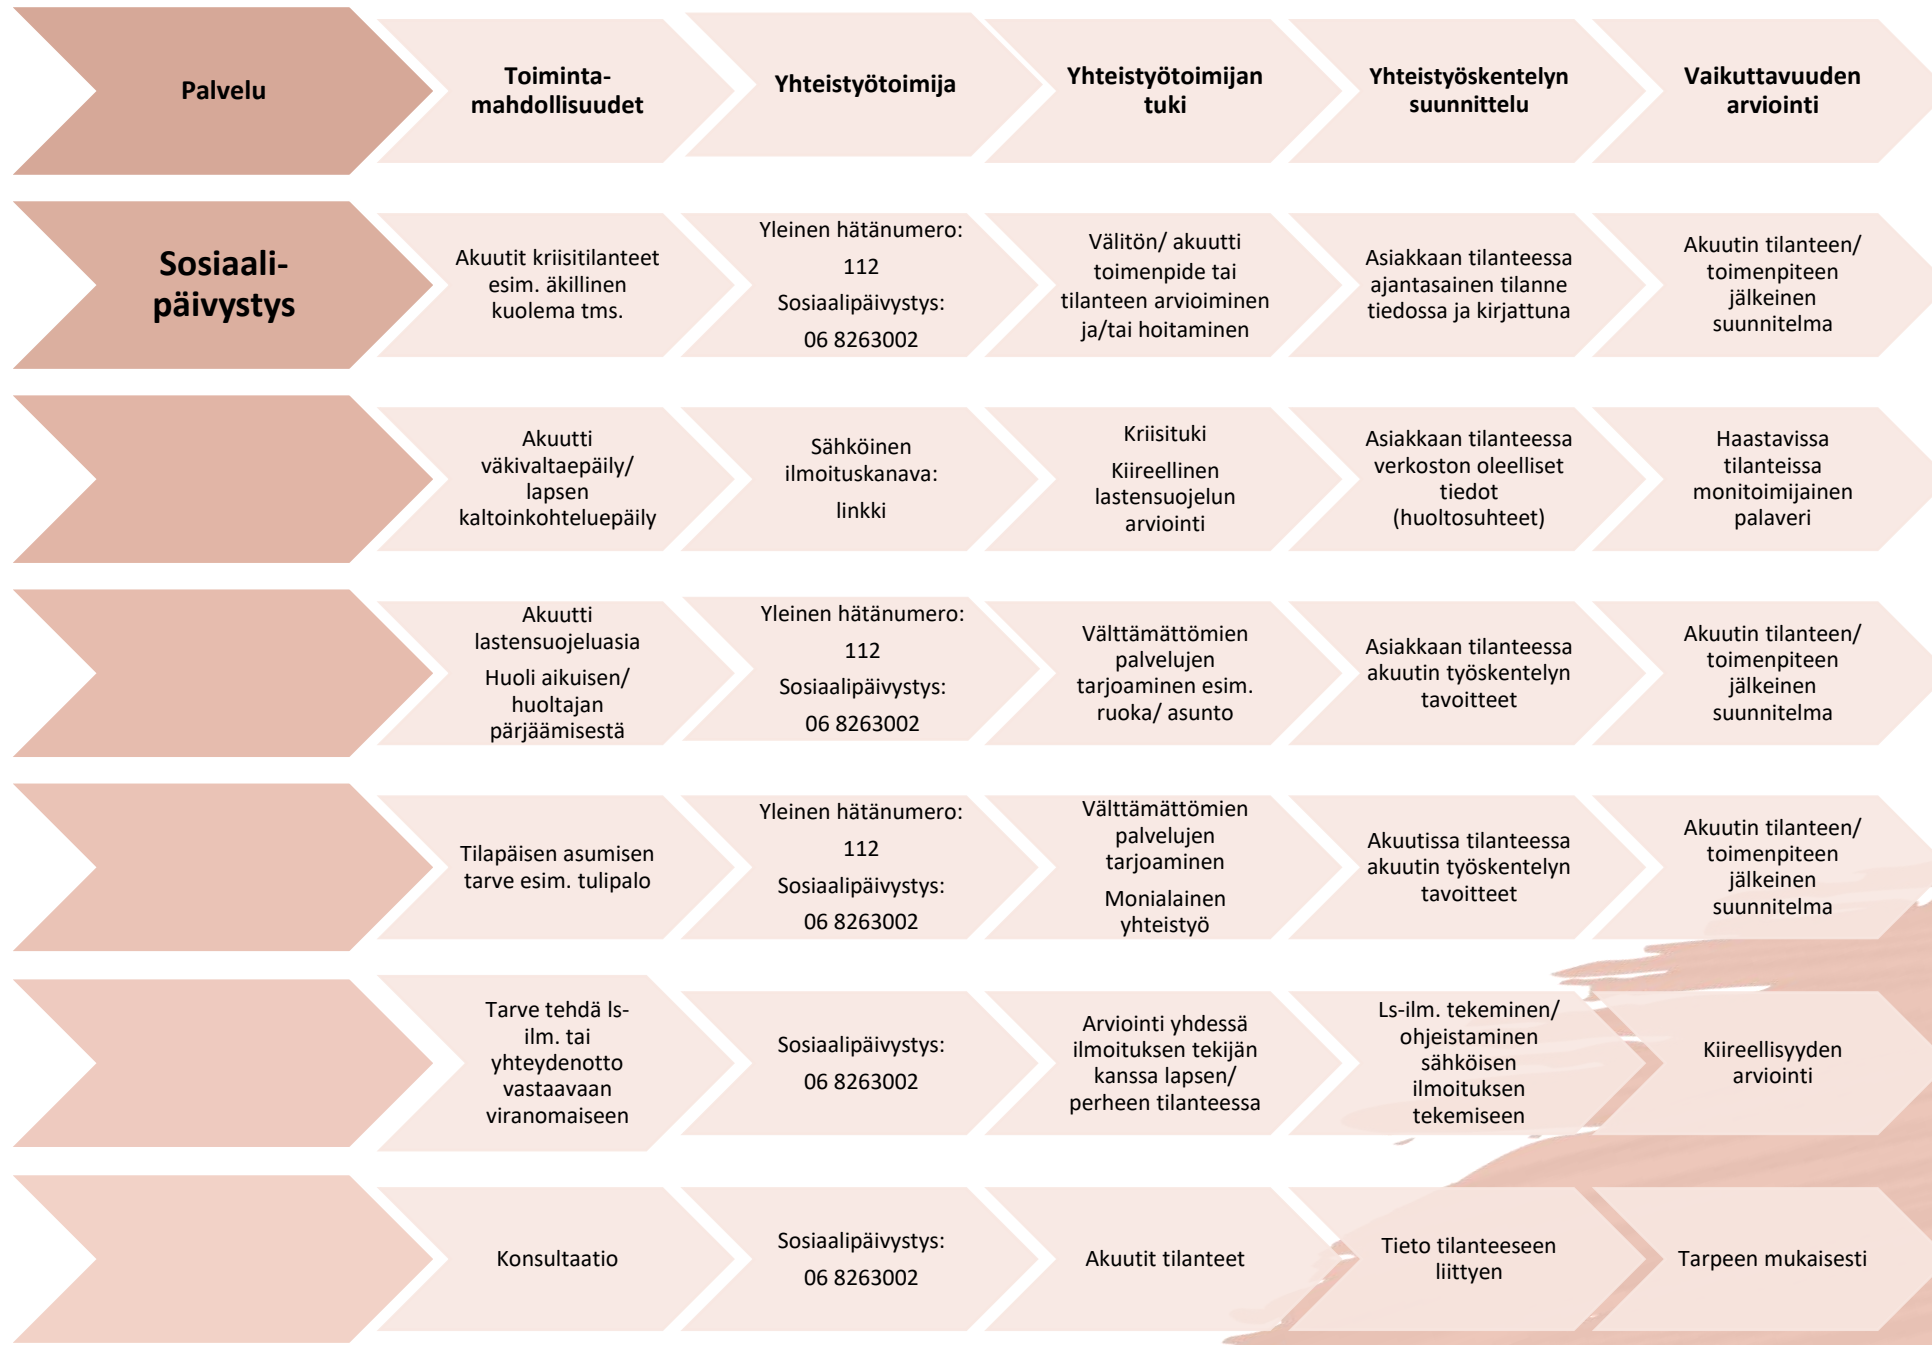 Palvelu
Toiminta-
mahdollisuudet
Yhteistyötoimija
Yhteistyötoimijan
tuki
Yhteistyöskentelyn
suunnittelu
Vaikuttavuuden
arviointi
Sosiaali-
päivystys
Akuutit kriisitilanteet
esim. äkillinen
kuolema tms.
Yleinen hätänumero:
112
Sosiaalipäivystys:
06 8263002
Välitön/ akuutti
toimenpide tai
tilanteen arvioiminen
ja/tai hoitaminen
Asiakkaan tilanteessa
ajantasainen tilanne
tiedossa ja kirjattuna
Akuutin tilanteen/
toimenpiteen
jälkeinen
suunnitelma
Akuutti
väkivaltaepäily/
lapsen
kaltoinkohteluepäily
Sähköinen
ilmoituskanava:
linkki
Kriisituki
Kiireellinen
lastensuojelun
arviointi
Asiakkaan tilanteessa
verkoston oleelliset
tiedot
(huoltosuhteet)
Haastavissa
tilanteissa
monitoimijainen
palaveri
Akuutti
lastensuojeluasia
Huoli aikuisen/
huoltajan
pärjäämisestä
Yleinen hätänumero:
112
Sosiaalipäivystys:
06 8263002
Välttämättömien
palvelujen
tarjoaminen esim.
ruoka/ asunto
Asiakkaan tilanteessa
akuutin työskentelyn
tavoitteet
Akuutin tilanteen/
toimenpiteen
jälkeinen
suunnitelma
Tilapäisen asumisen
tarve esim. tulipalo
Yleinen hätänumero:
112
Sosiaalipäivystys:
06 8263002
Välttämättömien
palvelujen
tarjoaminen
Monialainen
yhteistyö
Akuutissa tilanteessa
akuutin työskentelyn
tavoitteet
Akuutin tilanteen/
toimenpiteen
jälkeinen
suunnitelma
Tarve tehdä ls-
ilm. tai
yhteydenotto
vastaavaan
viranomaiseen
Sosiaalipäivystys:
06 8263002
Arviointi yhdessä
ilmoituksen tekijän
kanssa lapsen/
perheen tilanteessa
Ls-ilm. tekeminen/
ohjeistaminen
sähköisen
ilmoituksen
tekemiseen
Kiireellisyyden
arviointi
Konsultaatio
Sosiaalipäivystys:
06 8263002
Akuutit tilanteet
Tieto tilanteeseen
liittyen
Tarpeen mukaisesti